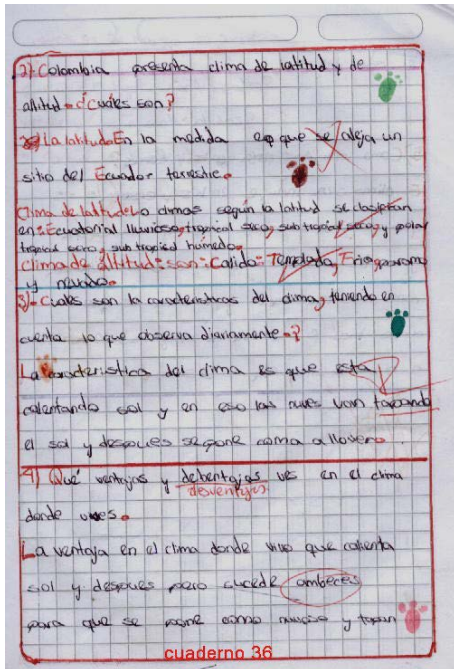 2) Colombia presenta clima de latitud y de
altitud. ¿Cuáles son?
La latitud: En la medida en que se aleja un
sitio del Ecuador terrestre.
Clima de latitud: Lo climas según la latitud se clasifican
en: Ecuatorial lluvioso, tropical seco, sub tropical seco, y polar
tropical seco, sub tropical humedo.
Clima de altitud: son: Calido: Templado, Frio, paramo
y nevado.
3) Cuales son la caracteristicas del clima, teniendo en
cuenta lo que observa diariamente.?
La caracteristica del clima es que esta
calentando sol y en eso las nuves van tapando
el sol y despues se pone como a llover.
4) Qué ventajas y debentajas ves en el clima
desventajas
donde vives.
La ventaja en el clima donde vivo que calienta
sol y despues pero sucede ambeces
para que se pone como y tapan
cuaderno 36